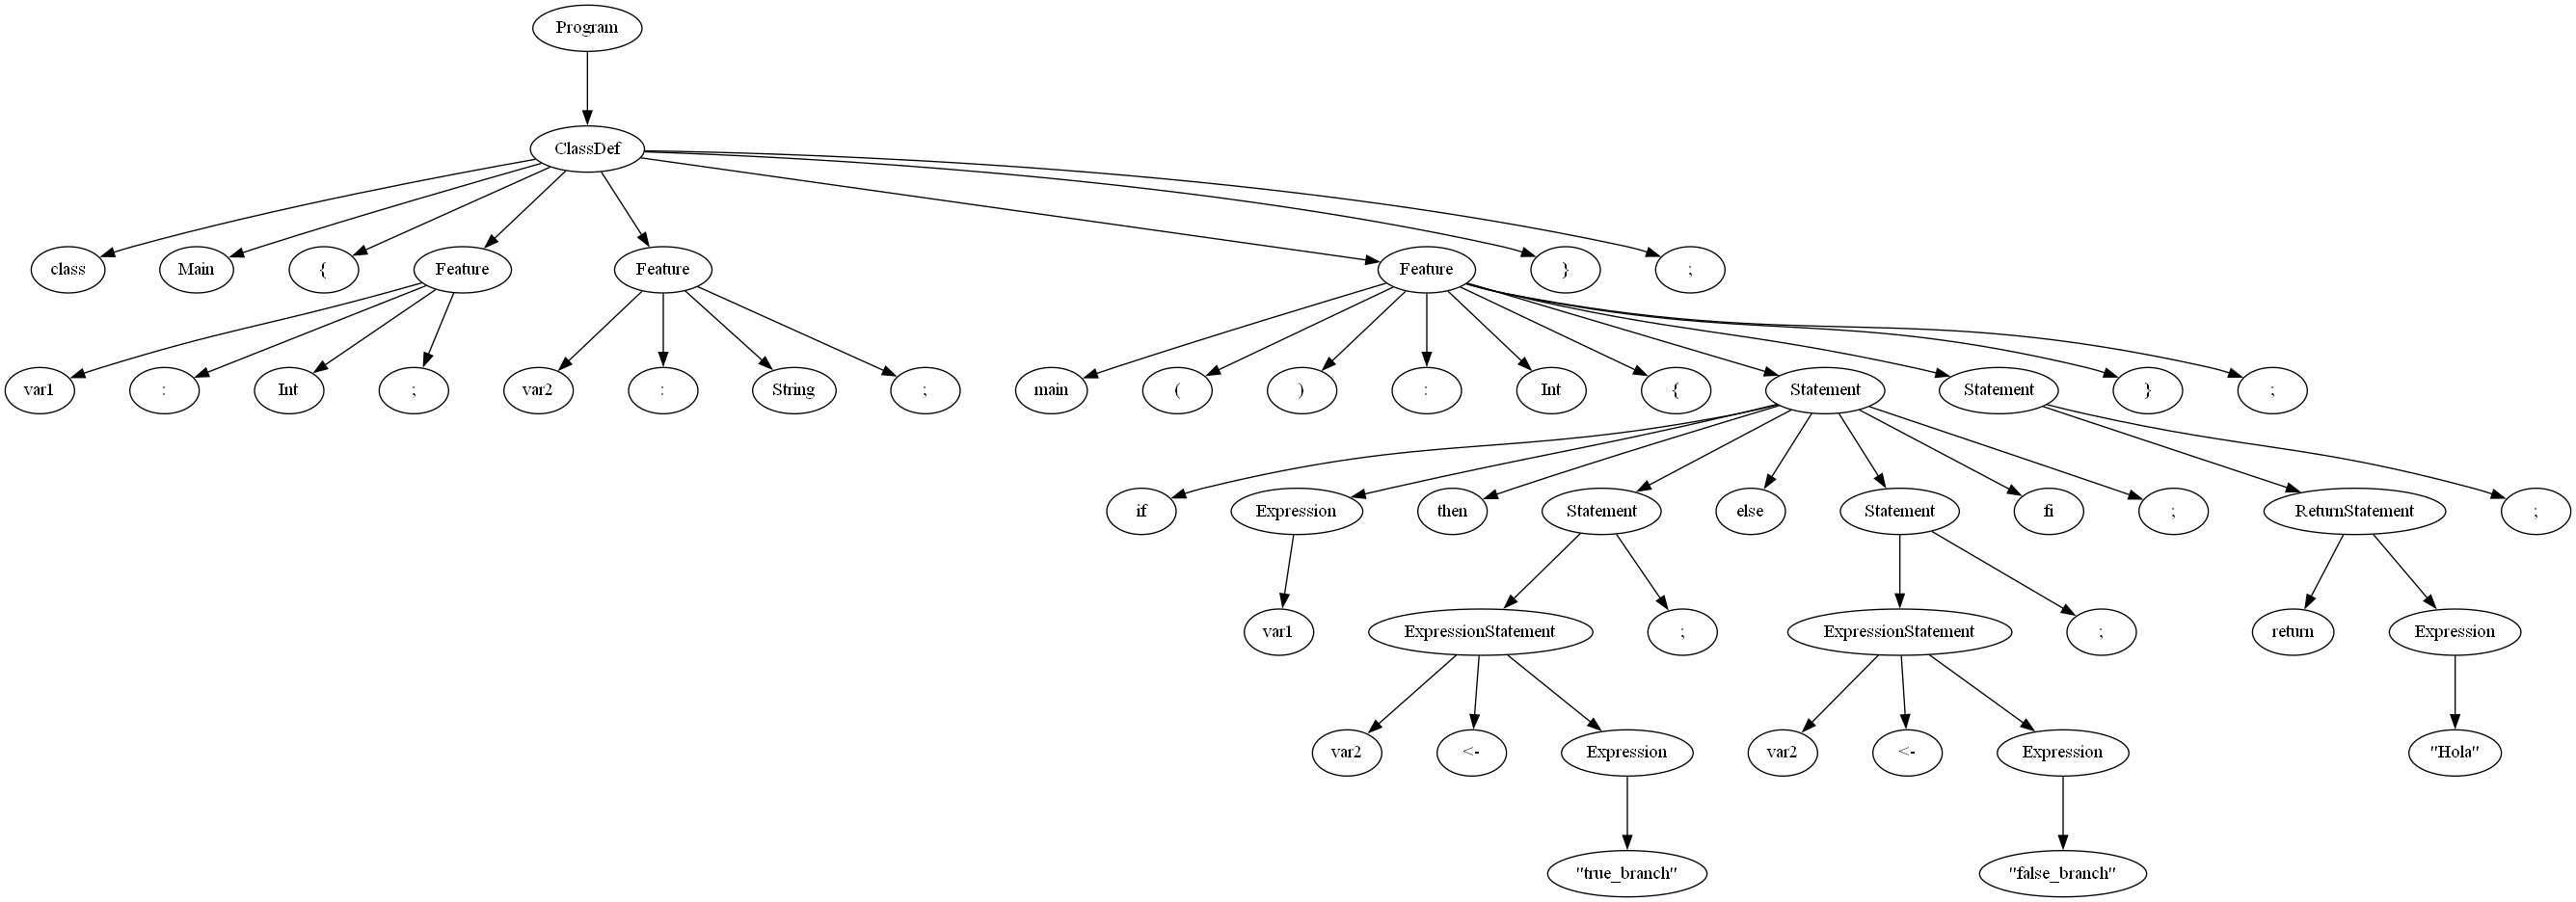 Program
ClassDef
class Main { Feature Feature Feature } ;
var1 : Int ; var2 : String ; main ( ) : Int { Statement Statement } ;
if Expression then Statement else Statement fi ; ReturnStatement ;
var1 ExpressionStatement ; ExpressionStatement ; return Expression
var2 <- Expression var2 <- Expression "Hola"
"true_branch" "false_branch"